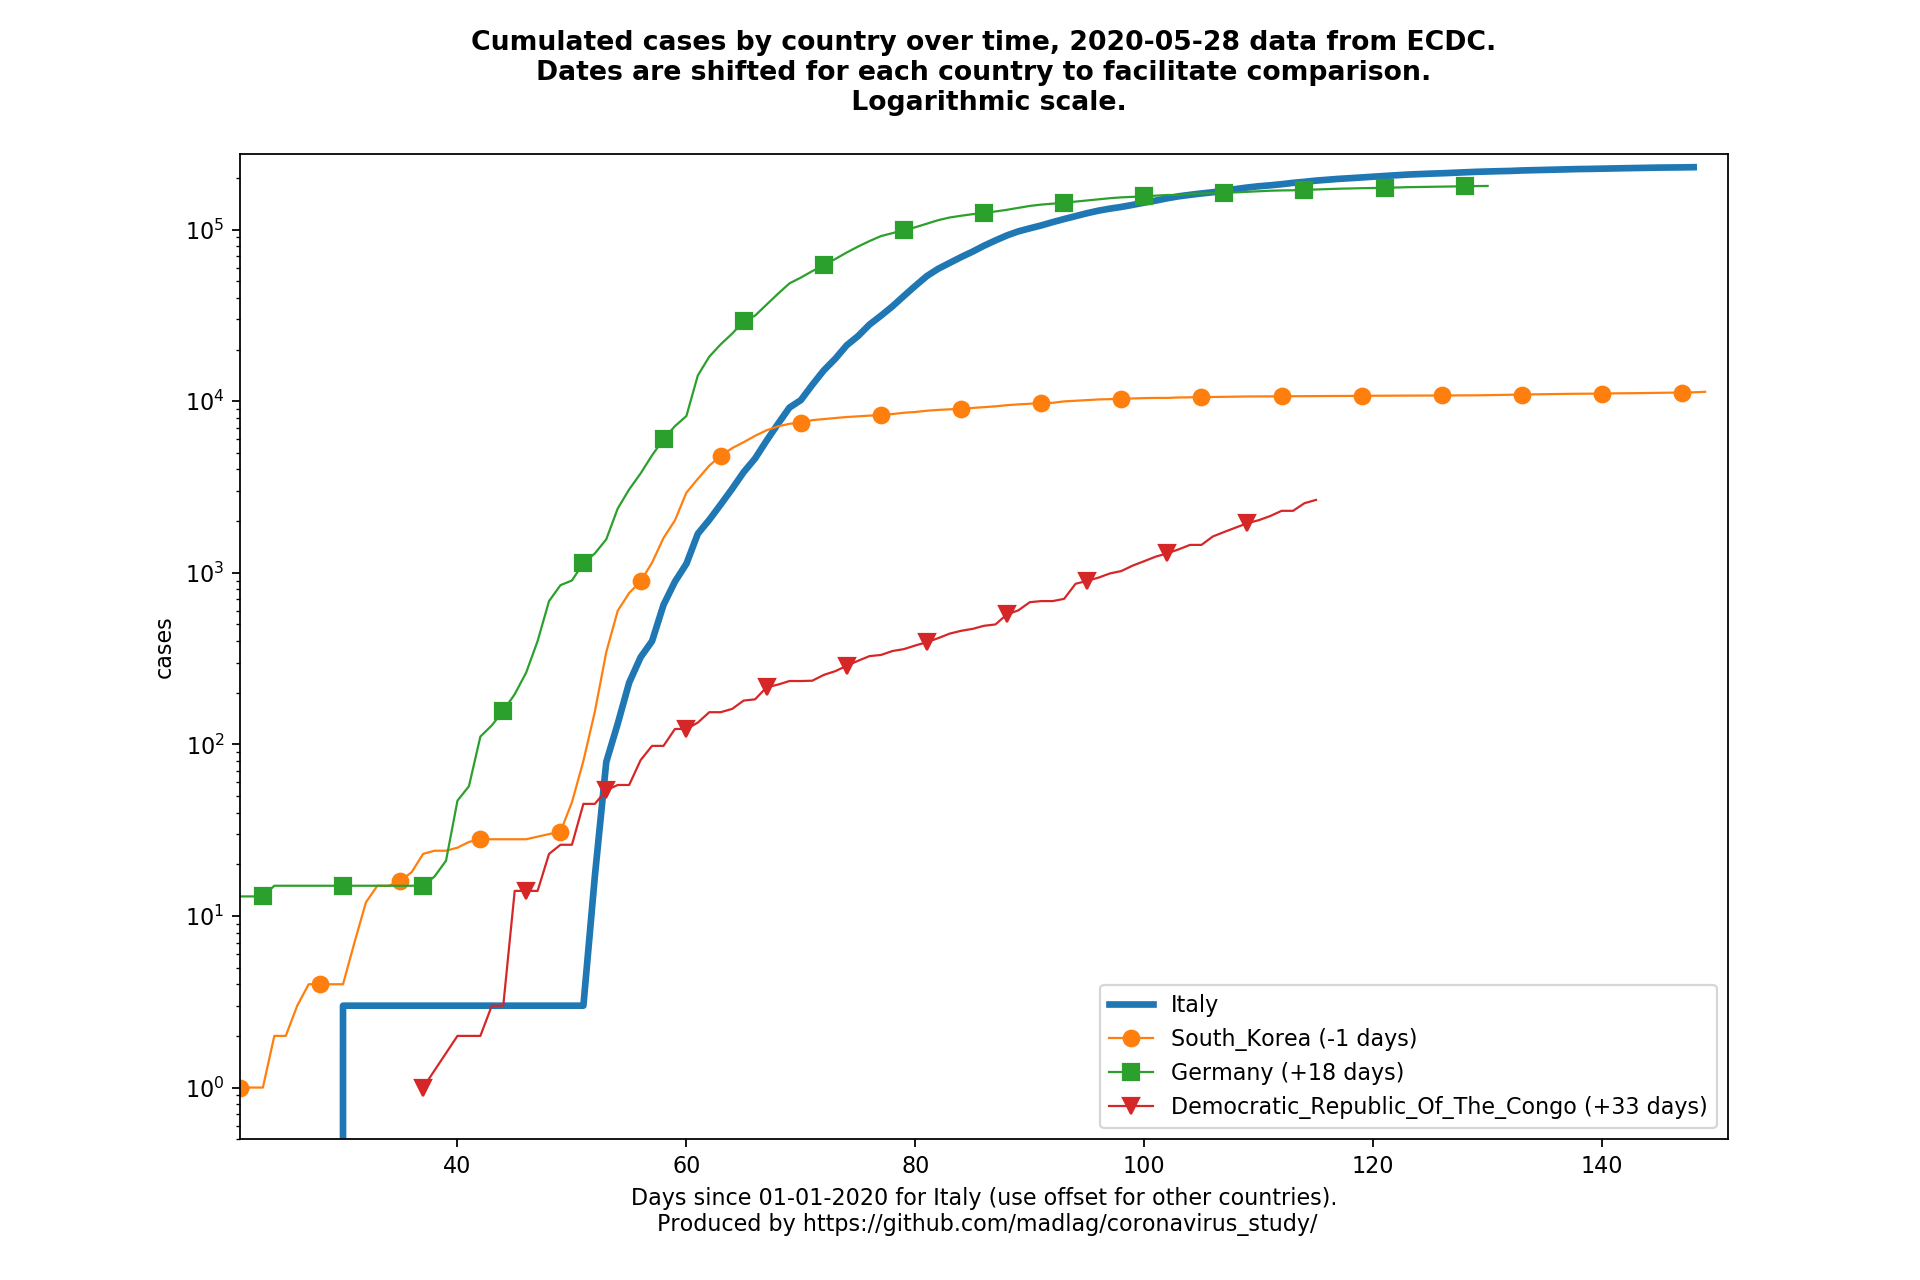 Cumulated cases by country over time, 2020-05-28 data from ECDC.
Dates are shifted for each country to facilitate comparison.
Logarithmic scale.
cases
10^5
10^4
10^3
10^2
10^1
10^0
40 60 80 100 120 140
Italy
South_Korea (-1 days)
Germany (+18 days)
Democratic_Republic_Of_The_Congo (+33 days)
Days since 01-01-2020 for Italy (use offset for other countries).
Produced by https://github.com/madlag/coronavirus_study/